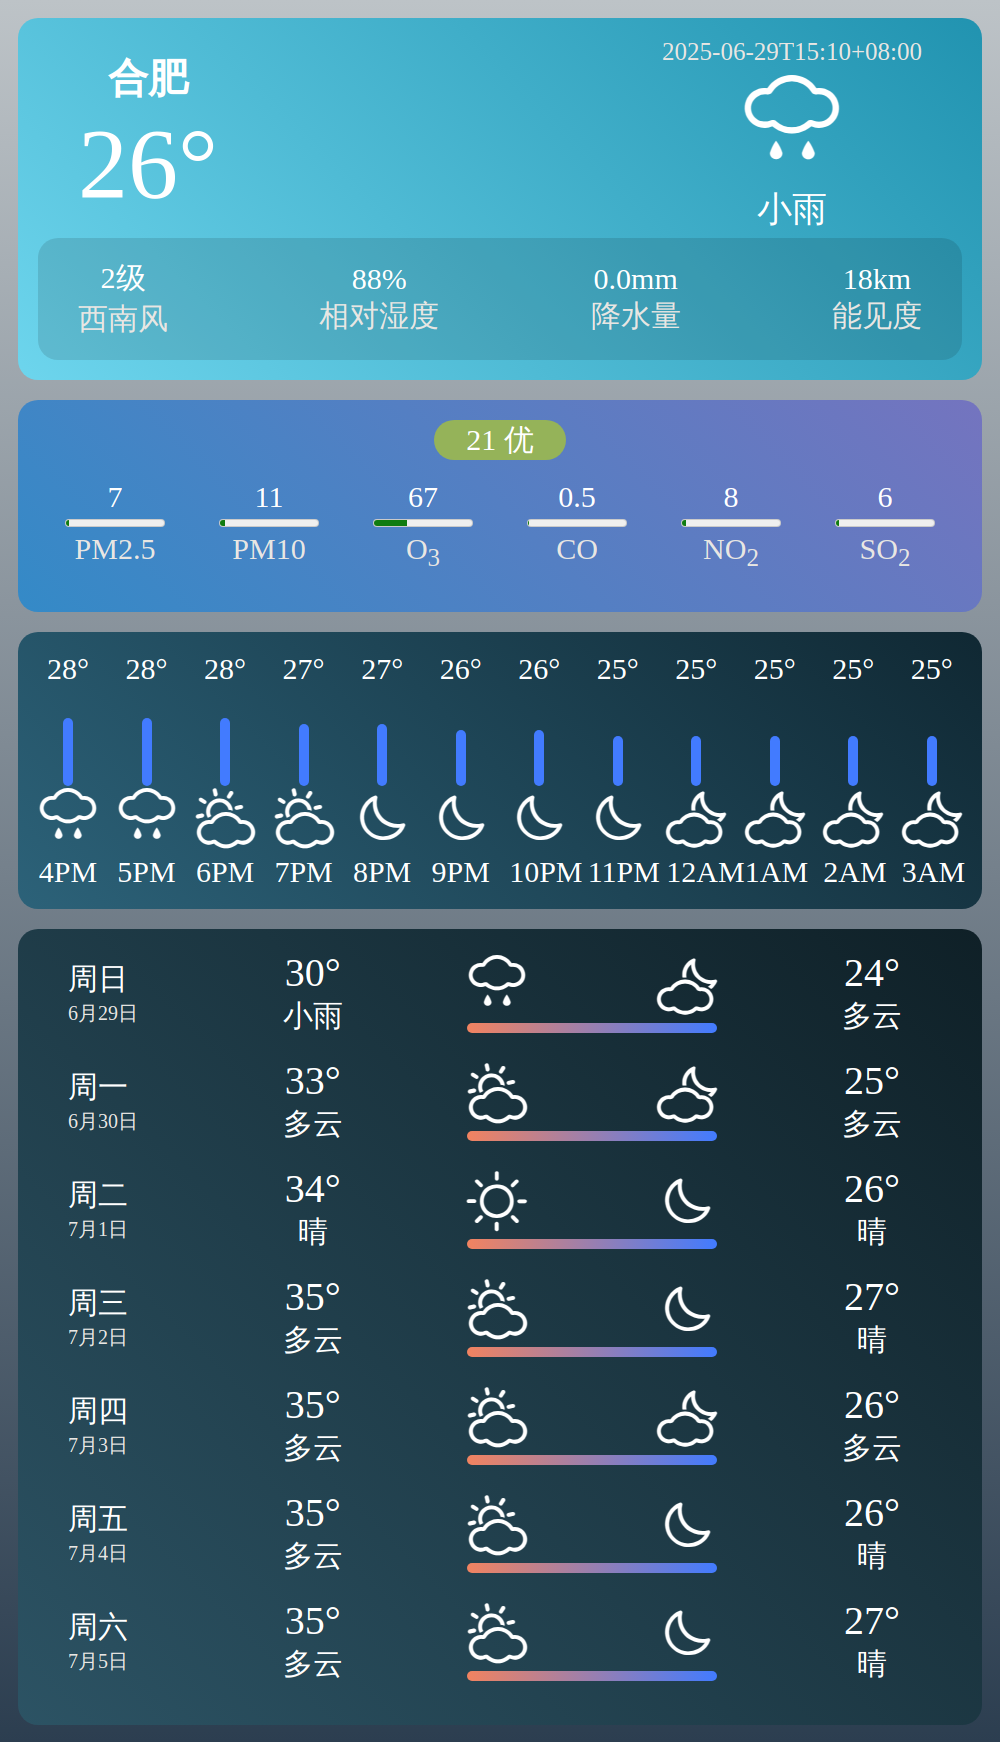 2025-06-29T15:10+08:00
合肥
26°
小雨
2级 88% 0.0mm 18km
西南风 相对湿度 降水量 能见度
21 优
7 11 67 0.5 8 6
PM2.5 PM10 O3 CO NO2 SO2
28° 28° 28° 27° 27° 26° 26° 25° 25° 25° 25° 25°
4PM 5PM 6PM 7PM 8PM 9PM 10PM 11PM 12AM 1AM 2AM 3AM
周日 30° 24°
6月29日 小雨 多云
周一 33° 25°
6月30日 多云 多云
周二 34° 26°
7月1日 晴 晴
周三 35° 27°
7月2日 多云 晴
周四 35° 26°
7月3日 多云 多云
周五 35° 26°
7月4日 多云 晴
周六 35° 27°
7月5日 多云 晴